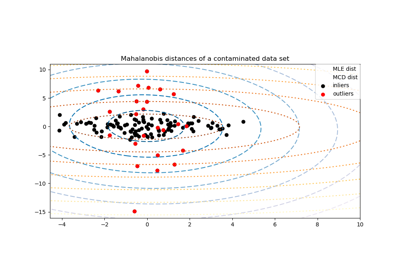 Mahalanobis distances of a contaminated data set
MLE dist
MCD dist
inliers
outliers
10
5
0
−5
−10
−15
−4
−2
0
2
4
6
8
10